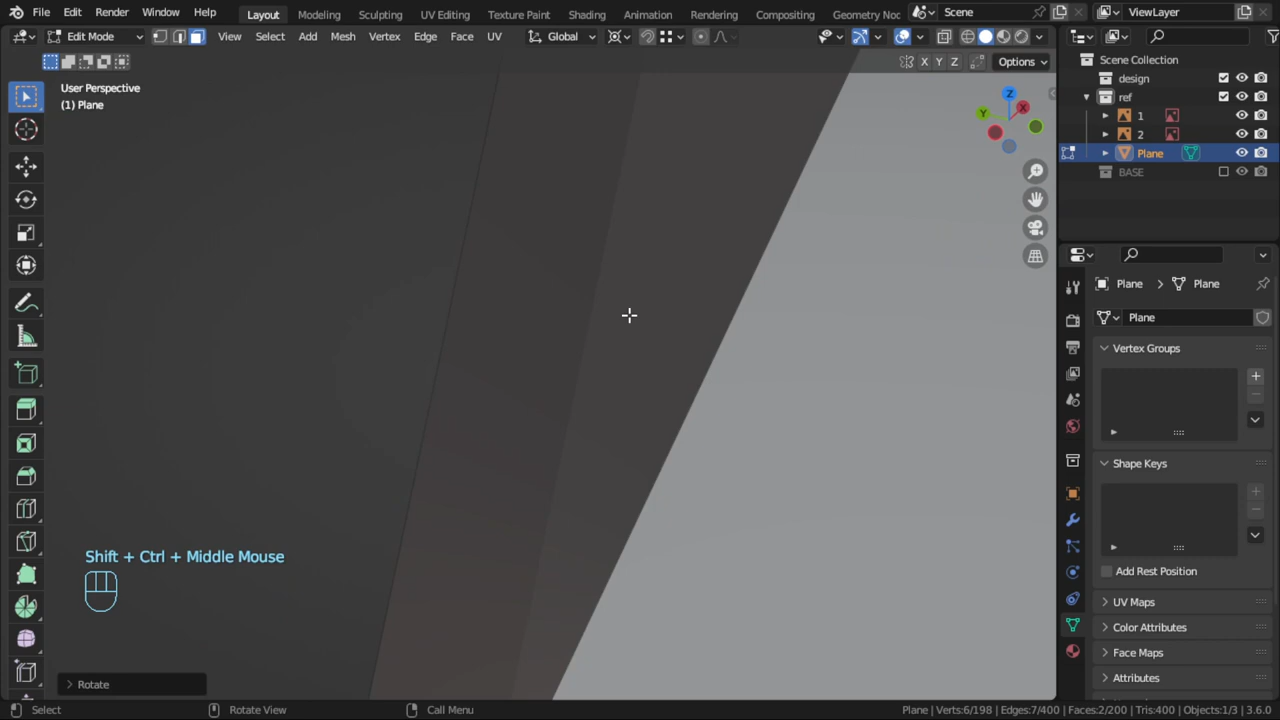 File Edit Render Window Help Layout Modeling Sculpting UV Editing Texture Paint Shading Animation Rendering Compositing Geometry Noc Scene ViewLayer
Edit Mode View Select Add Mesh Vertex Edge Face UV Global
X Y Z Options
User Perspective
(1) Plane
Z
Y X
Scene Collection
design
ref
1
2
Plane
BASE
Plane > Plane
Plane
Vertex Groups
Shape Keys
Add Rest Position
UV Maps
Color Attributes
Face Maps
Attributes
Shift + Ctrl + Middle Mouse
Rotate
Select Rotate View Call Menu Plane | Verts:6/198 | Edges:7/400 | Faces:2/200 | Tris:400 | Objects:1/3 | 3.6.0